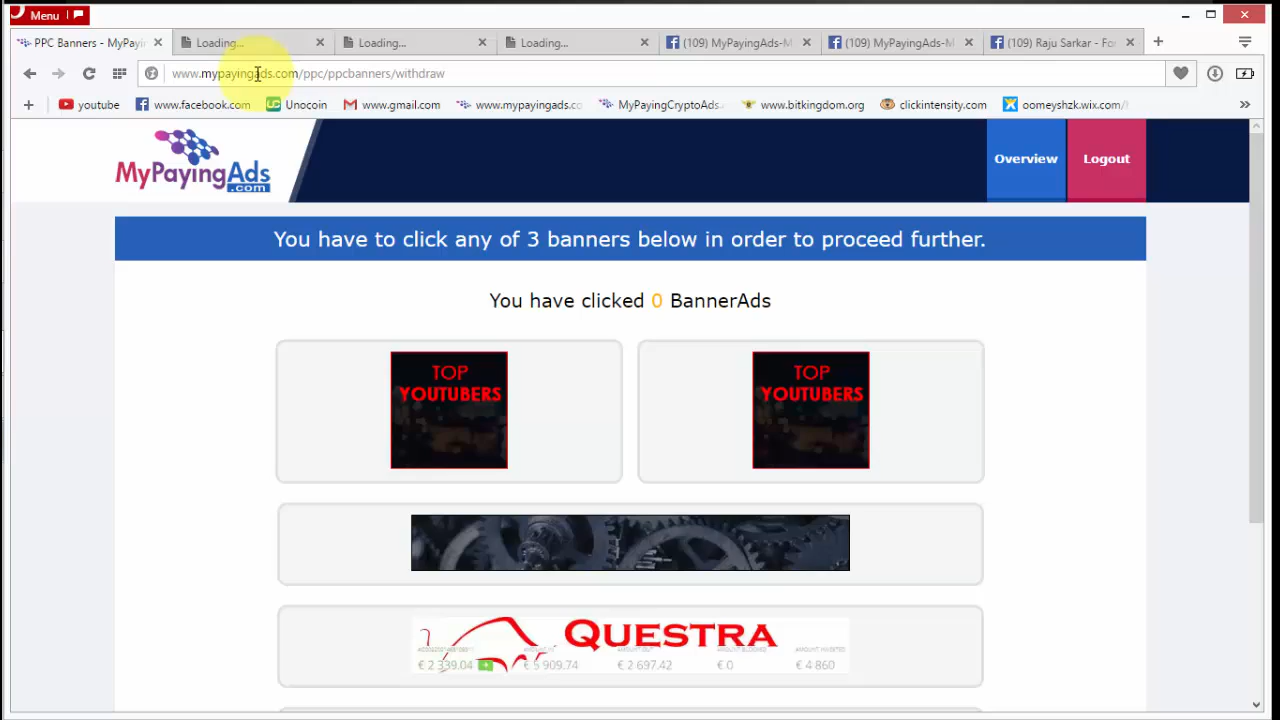 Menu
PPC Banners - MyPayin
Loading...
Loading...
Loading...
(109) MyPayingAds-M
(109) MyPayingAds-M
(109) Raju Sarkar - For
www.mypayingads.com/ppc/ppcbanners/withdraw
youtube
www.facebook.com
Unicoin
www.gmail.com
www.mypayingads.co
MyPayingCryptoAds.
www.bitkingdom.org
clickintensity.com
oomeyshzk.wix.com/
MyPayingAds
.com
Overview
Logout
You have to click any of 3 banners below in order to proceed further.
You have clicked 0 BannerAds
TOP
YOUTUBERS
TOP
YOUTUBERS
QUESTRA
€ 2 339.04
€ 5 909.74
€ 2 697.42
€ 0
€ 4 860